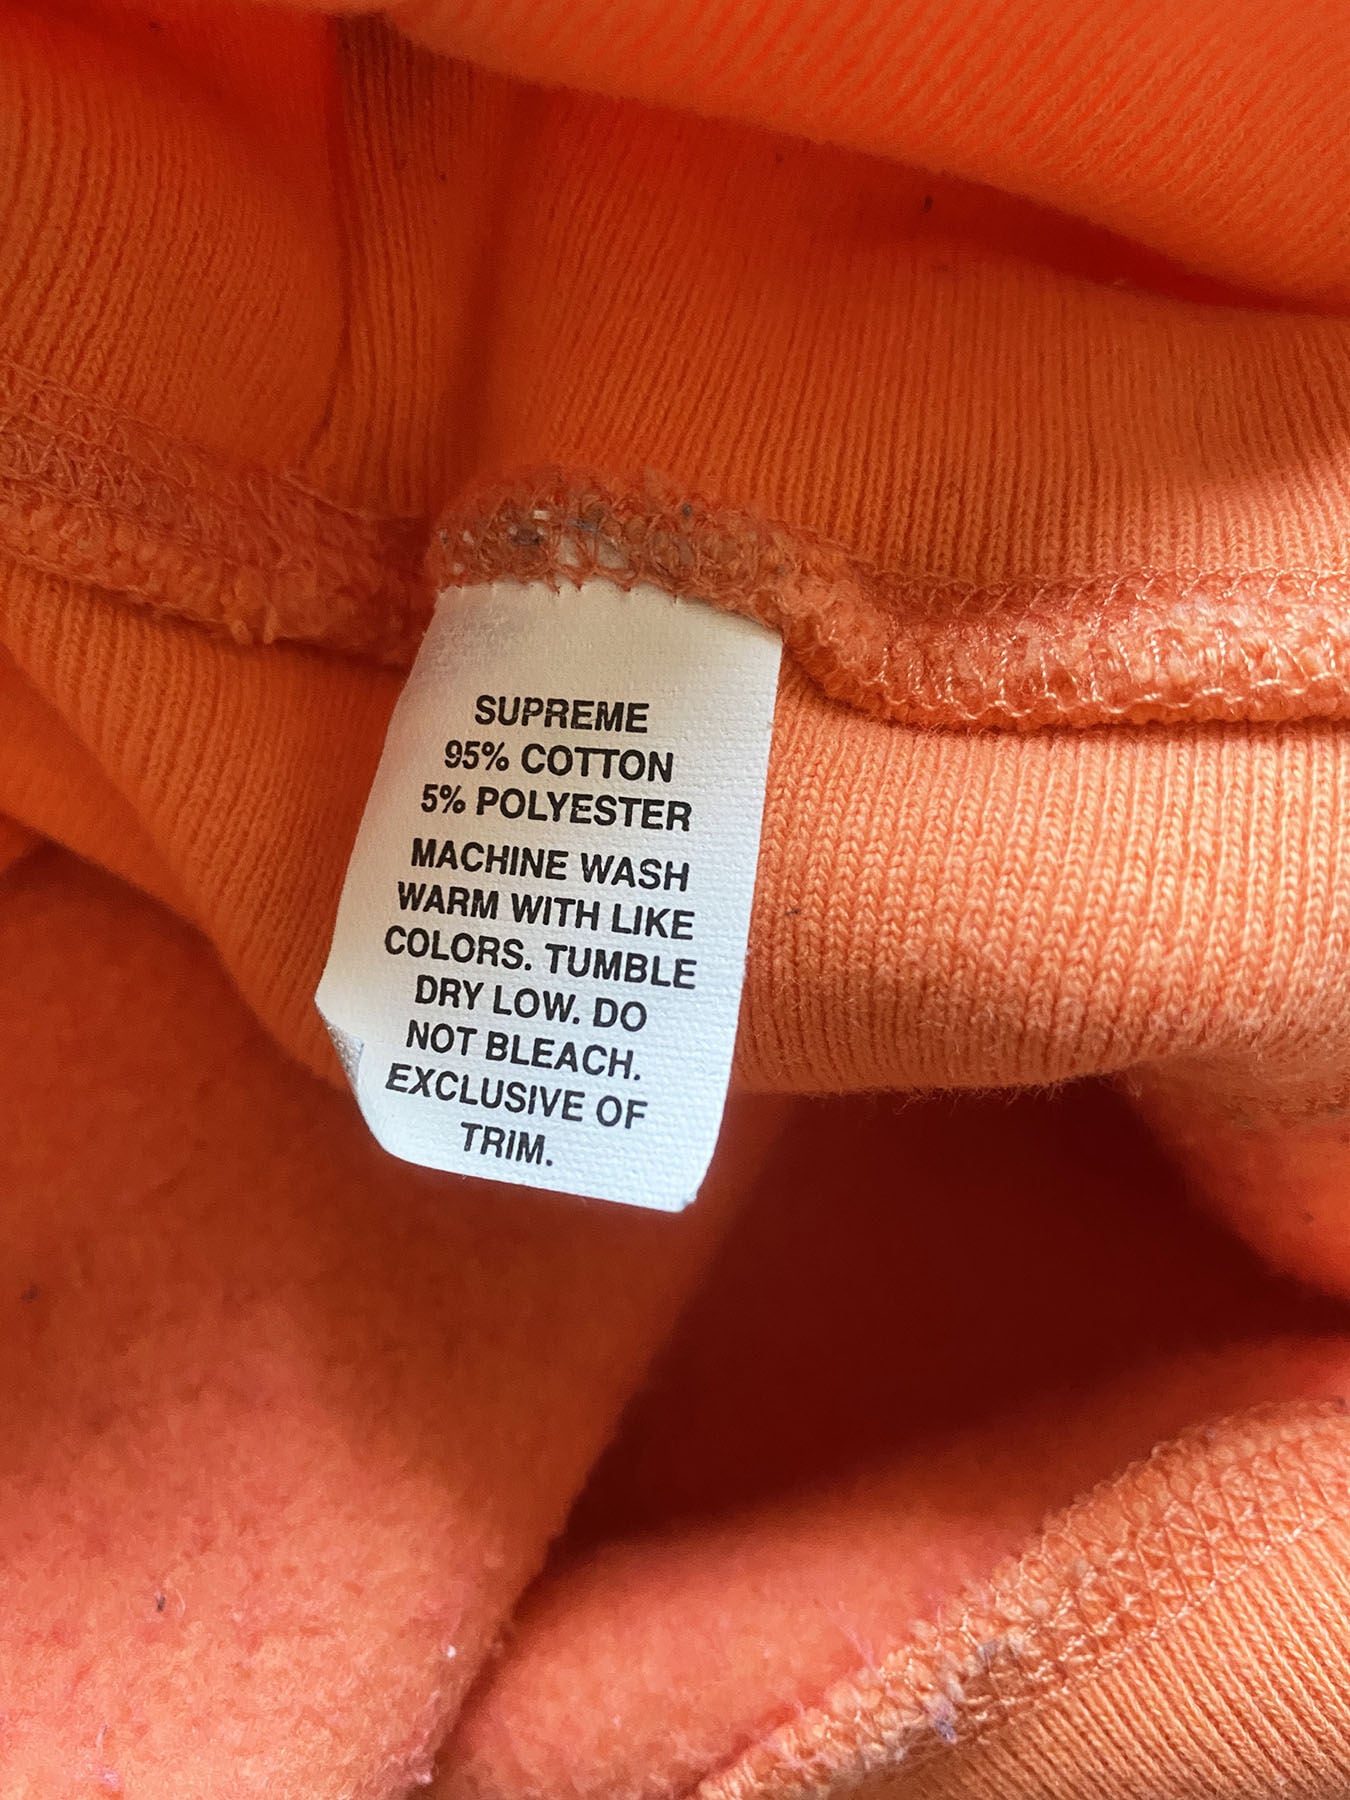 SUPREME
95% COTTON
5% POLYESTER
MACHINE WASH
WARM WITH LIKE
COLORS. TUMBLE
DRY LOW. DO
NOT BLEACH.
EXCLUSIVE OF
TRIM.